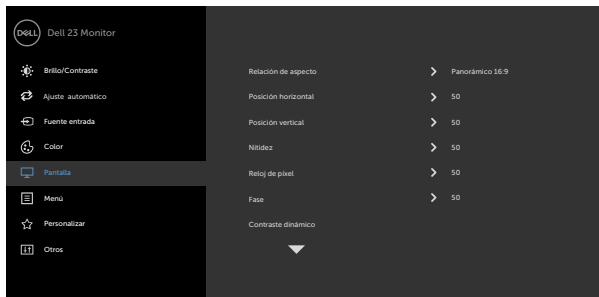 DELL
Dell 23 Monitor
Brillo/Contraste
Ajuste automático
Fuente entrada
Color
Pantalla
Menú
Personalizar
Otros
Relación de aspecto Panorámico 16:9
Posición horizontal 50
Posición vertical 50
Nitidez 50
Reloj de píxel 50
Fase 50
Contraste dinámico